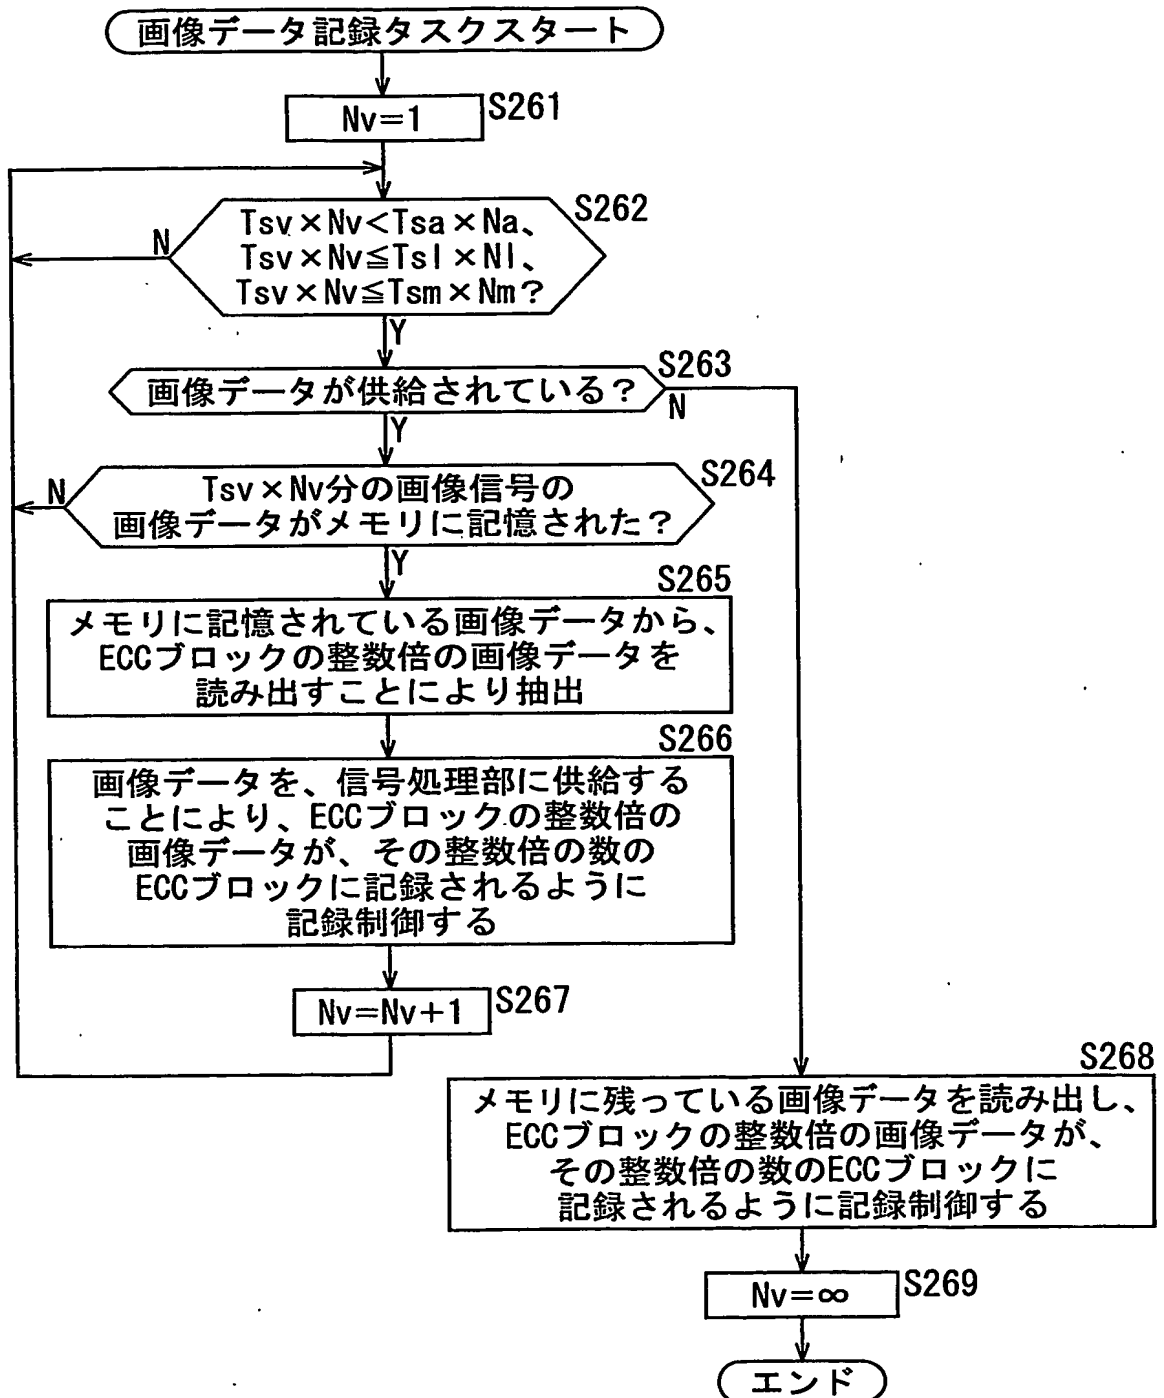 画像データ記録タスクスタート
Nv=1
S261
S262
Tsv×Nv<Tsa×Na、
Tsv×Nv≦Tsl×Nl、
Tsv×Nv≦Tsm×Nm?
N
Y
S263
画像データが供給されている?
N
Y
S264
Tsv×Nv分の画像信号の
画像データがメモリに記憶された?
N
Y
S265
メモリに記憶されている画像データから、
ECCブロックの整数倍の画像データを
読み出すことにより抽出
S266
画像データを、信号処理部に供給する
ことにより、ECCブロックの整数倍の
画像データが、その整数倍の数の
ECCブロックに記録されるように
記録制御する
Nv=Nv+1
S267
S268
メモリに残っている画像データを読み出し、
ECCブロックの整数倍の画像データが、
その整数倍の数のECCブロックに
記録されるように記録制御する
Nv=∞
S269
エンド